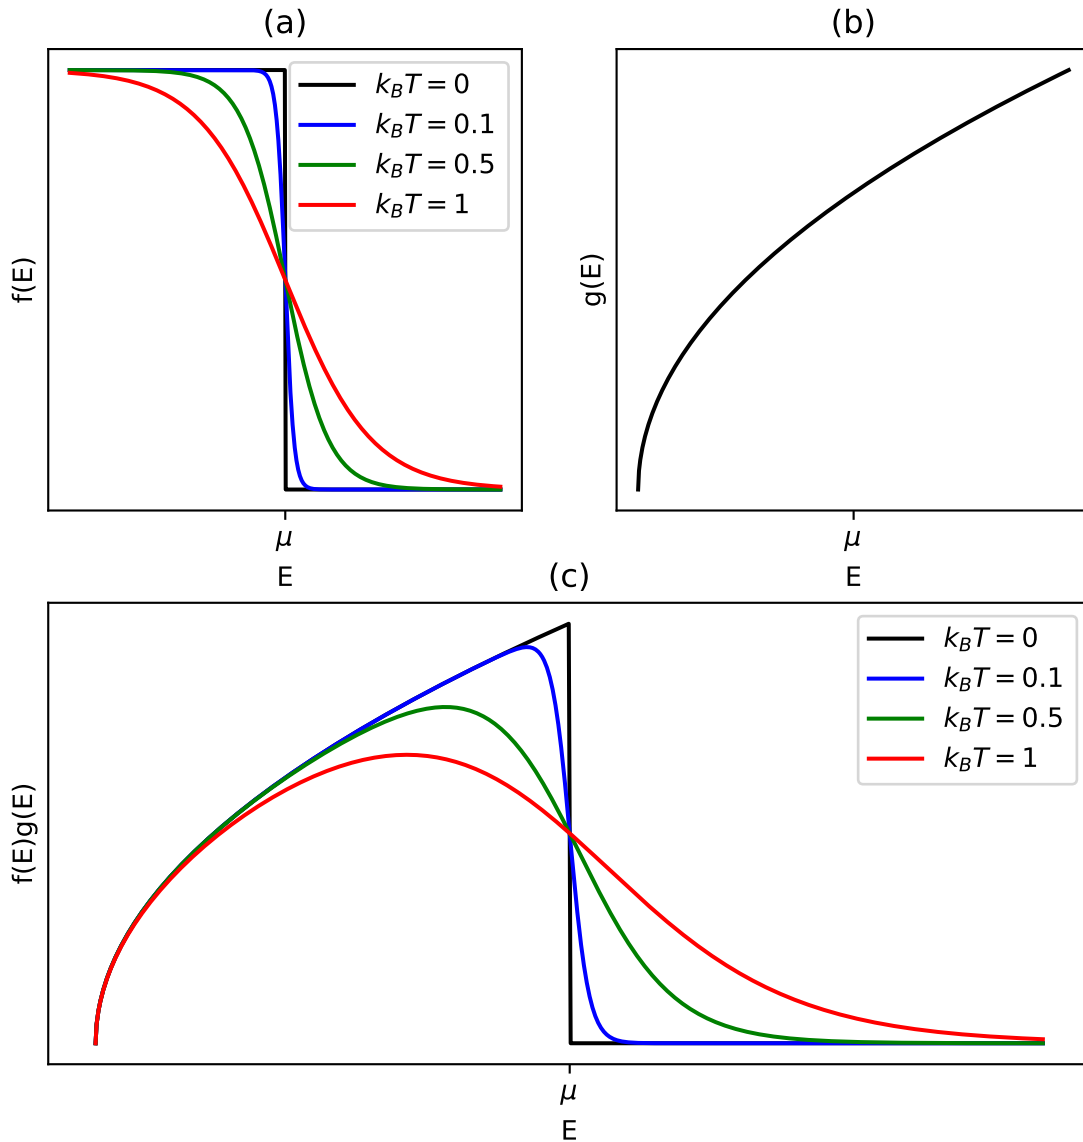 (a)
k_BT = 0
k_BT = 0.1
k_BT = 0.5
k_BT = 1
f(E)
μ
E
(b)
g(E)
μ
E
(c)
k_BT = 0
k_BT = 0.1
k_BT = 0.5
k_BT = 1
f(E)g(E)
μ
E